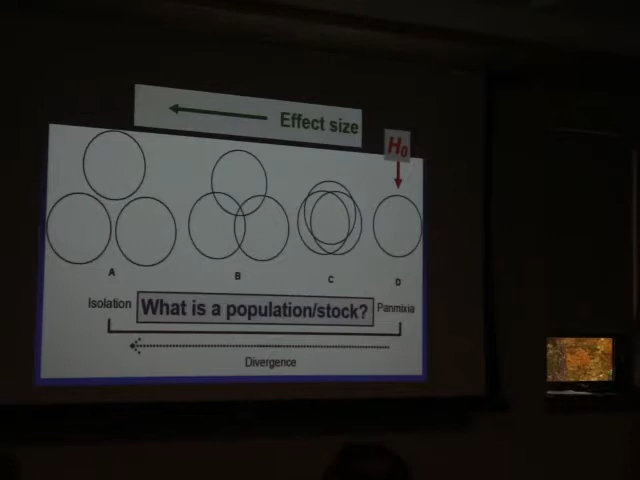 Effect size
H0
A
B
C
D
Isolation
What is a population/stock?
Panmixia
Divergence